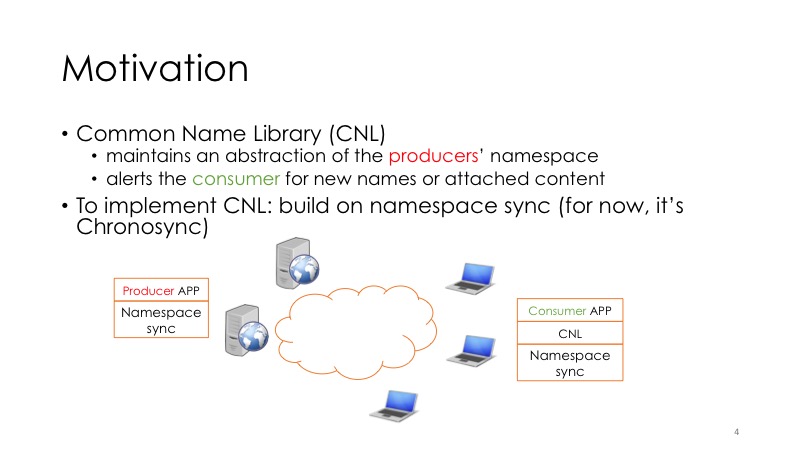 Motivation
• Common Name Library (CNL)
• maintains an abstraction of the producers’ namespace
• alerts the consumer for new names or attached content
• To implement CNL: build on namespace sync (for now, it’s
Chronosync)
Producer APP
Namespace
sync
Consumer APP
CNL
Namespace
sync
4